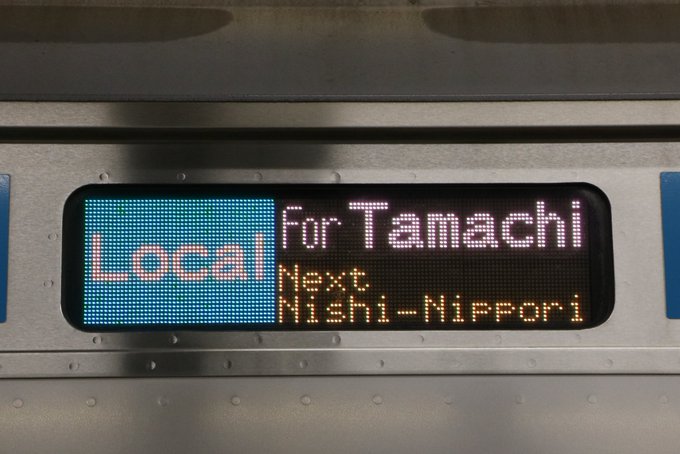 Local
For Tamachi
Next
Nishi-Nippori